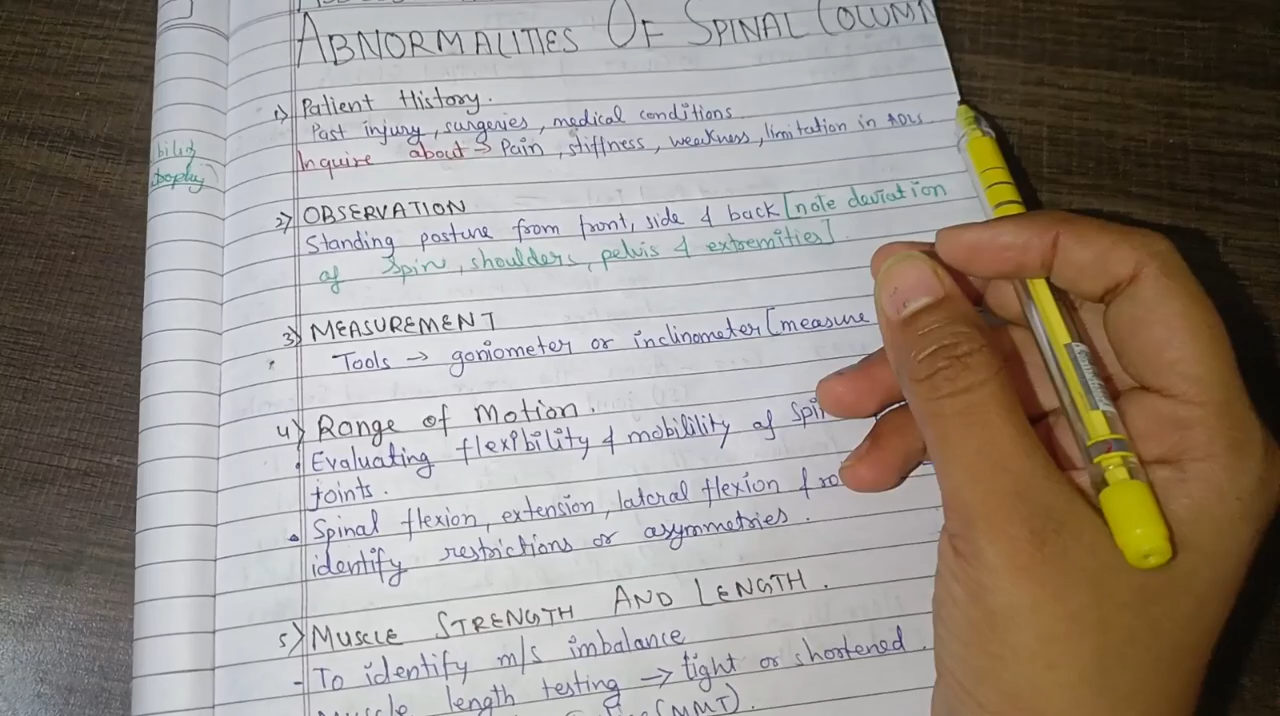 ABNORMALITIES OF SPINAL COLUMN
1) Patient History.
Past injury, surgeries, medical conditions
Inquire about → Pain, stiffness, weakness, limitation in ADLs
2) OBSERVATION
Standing posture from front, side & back [note deviation
of spine, shoulders, pelvis & extremities]
3) MEASUREMENT
Tools → goniometer or inclinometer [measure
4) Range of Motion.
• Evaluating flexibility & mobility of
joints.
• Spinal flexion, extension, lateral flexion &
identify restrictions or asymmetries.
5) MUSCLE STRENGTH AND LENGTH.
- To identify m/s imbalance
Muscle length testing → tight or shortened.
(MMT).